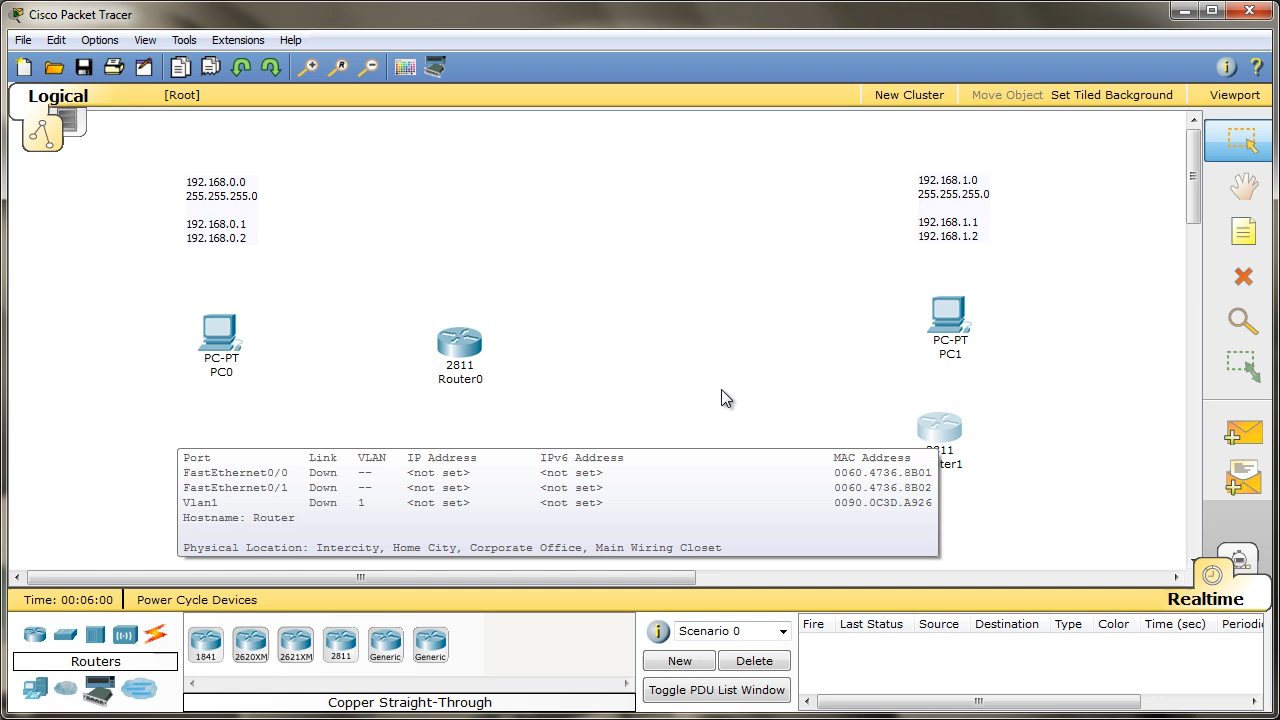 Cisco Packet Tracer
File Edit Options View Tools Extensions Help
Logical [Root] New Cluster Move Object Set Tiled Background Viewport
192.168.0.0
255.255.255.0
192.168.0.1
192.168.0.2
192.168.1.0
255.255.255.0
192.168.1.1
192.168.1.2
PC-PT
PC0
2811
Router0
PC-PT
PC1
Port Link VLAN IP Address IPv6 Address MAC Address
FastEthernet0/0 Down -- <not set> <not set> 0060.4736.8B01
FastEthernet0/1 Down -- <not set> <not set> 0060.4736.8B02
Vlan1 Down 1 <not set> <not set> 0090.0C3D.A926
Hostname: Router
Physical Location: Intercity, Home City, Corporate Office, Main Wiring Closet
Time: 00:06:00 Power Cycle Devices Realtime
Routers
1841 2620XM 2621XM 2811 Generic Generic
Copper Straight-Through
Scenario 0
New Delete
Toggle PDU List Window
Fire Last Status Source Destination Type Color Time (sec) Periodic